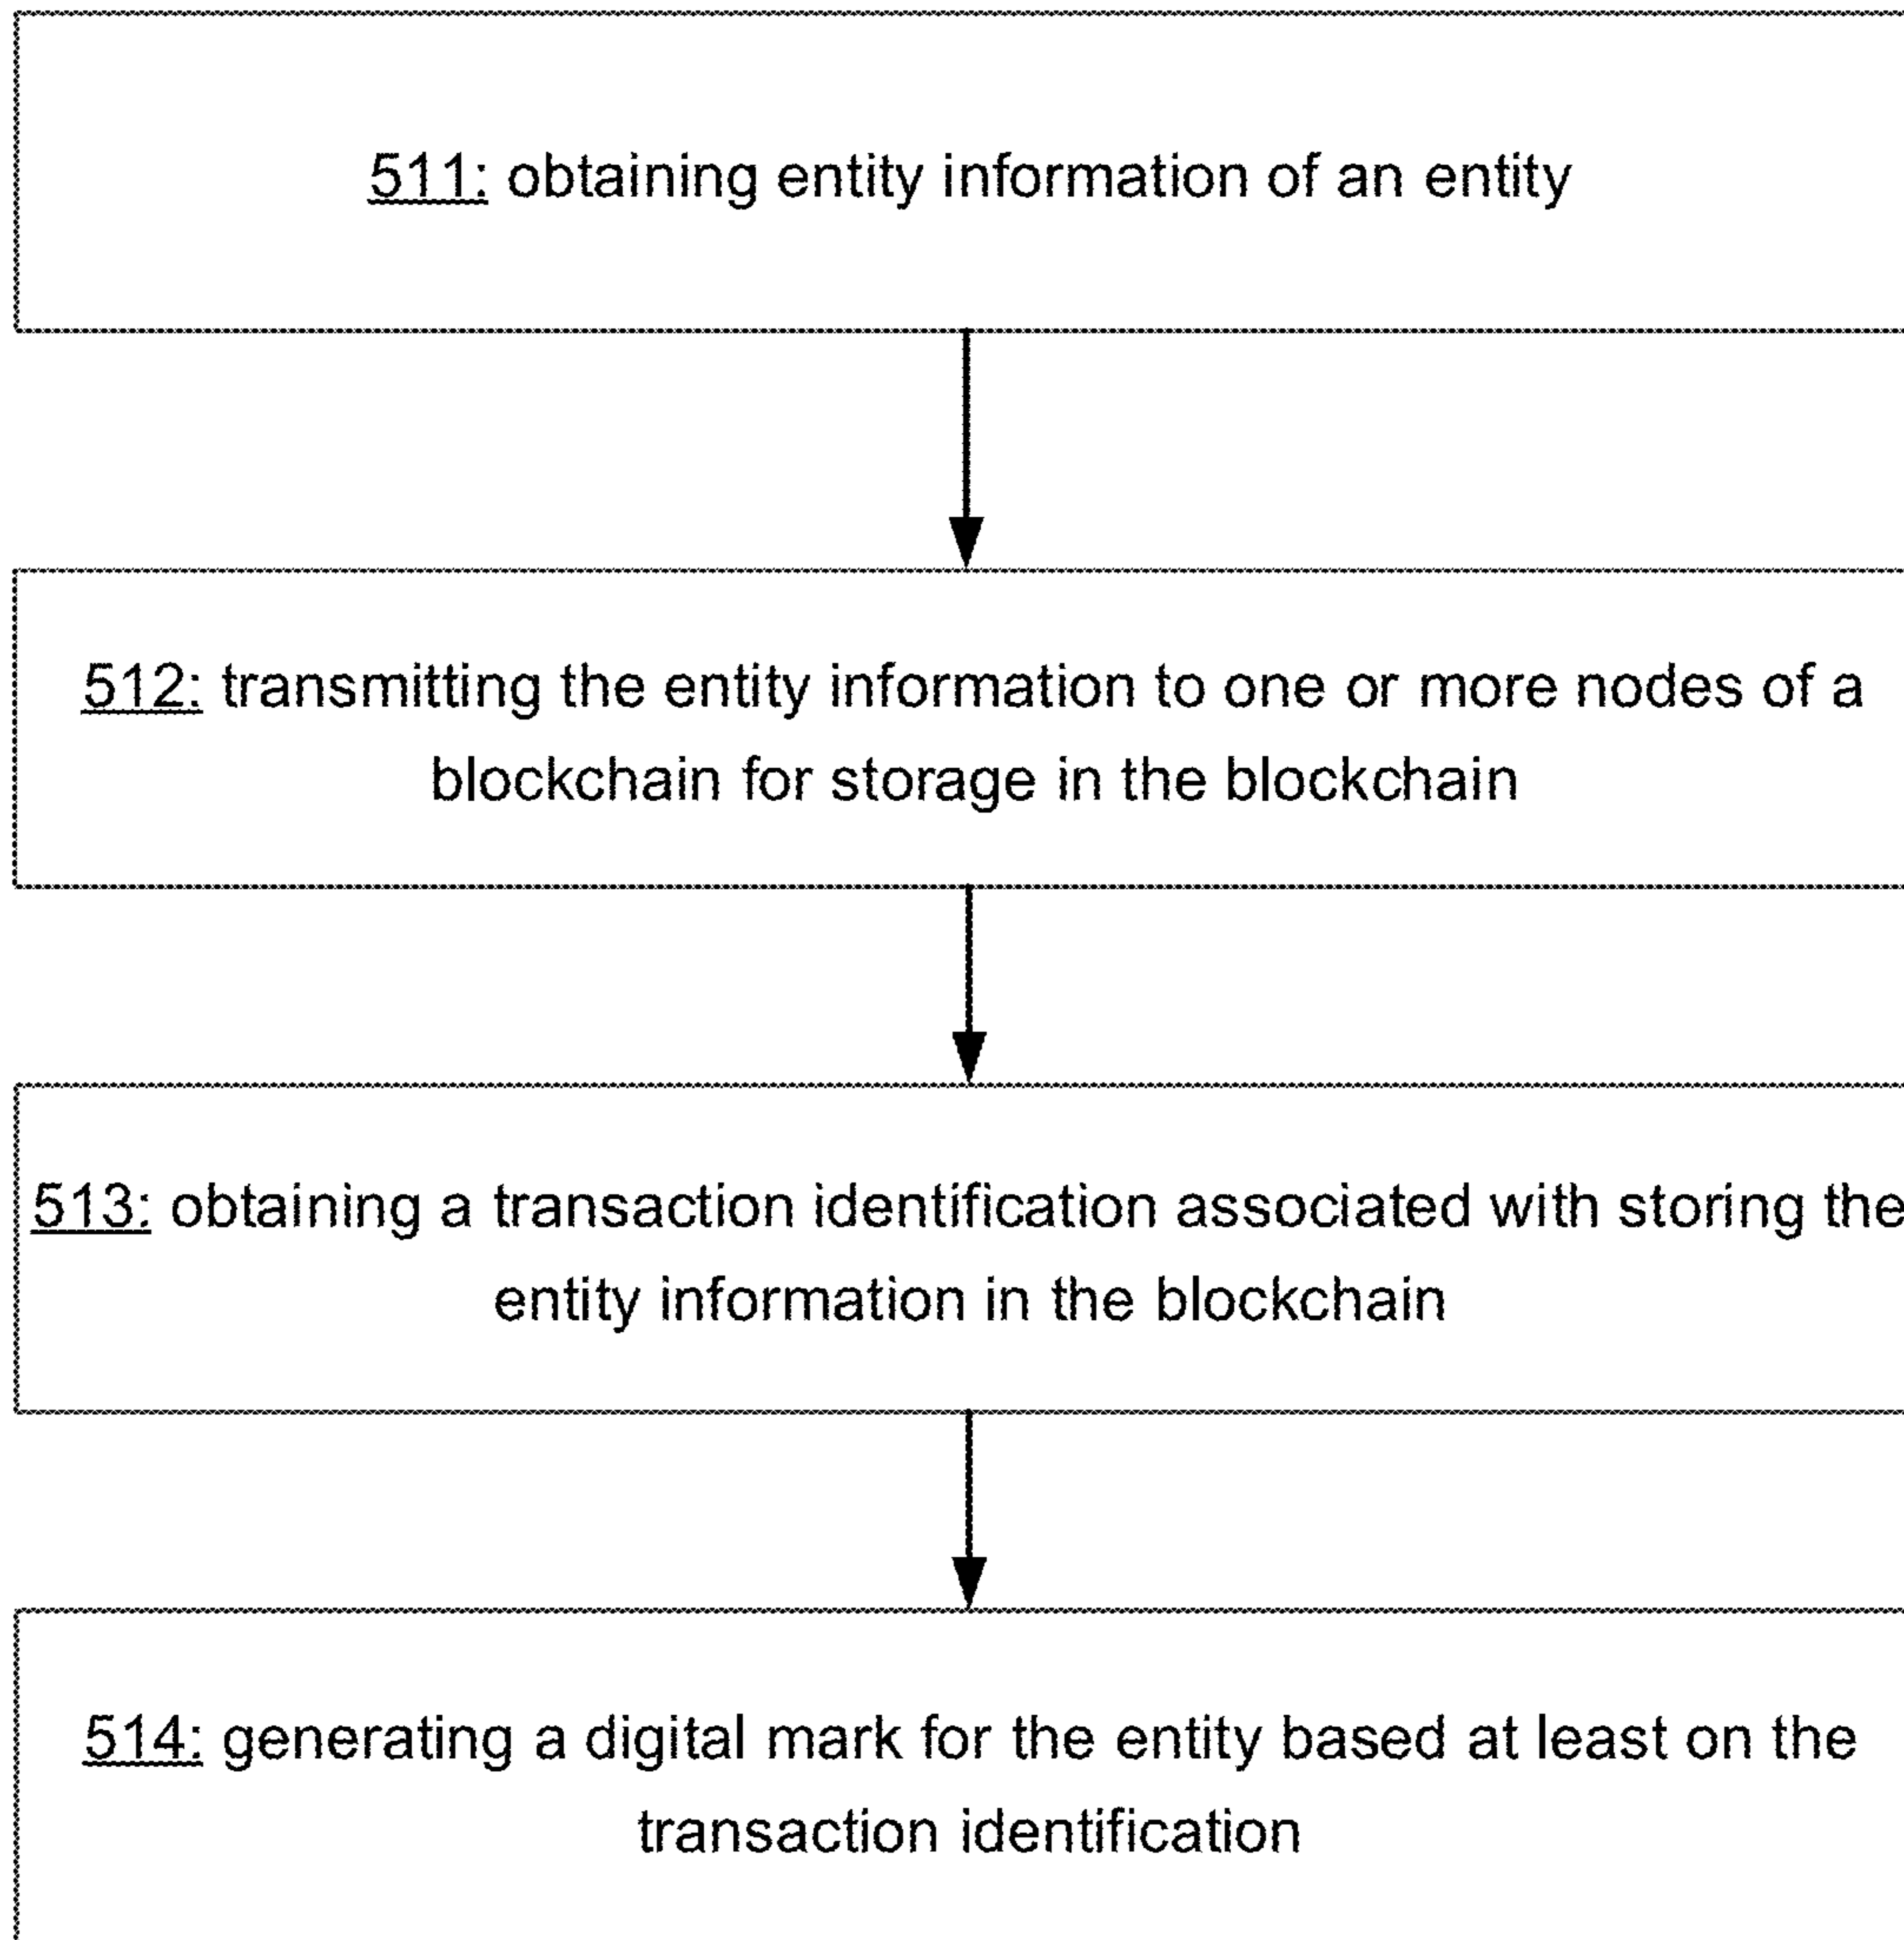 511: obtaining entity information of an entity
512: transmitting the entity information to one or more nodes of a
blockchain for storage in the blockchain
513: obtaining a transaction identification associated with storing the
entity information in the blockchain
514: generating a digital mark for the entity based at least on the
transaction identification